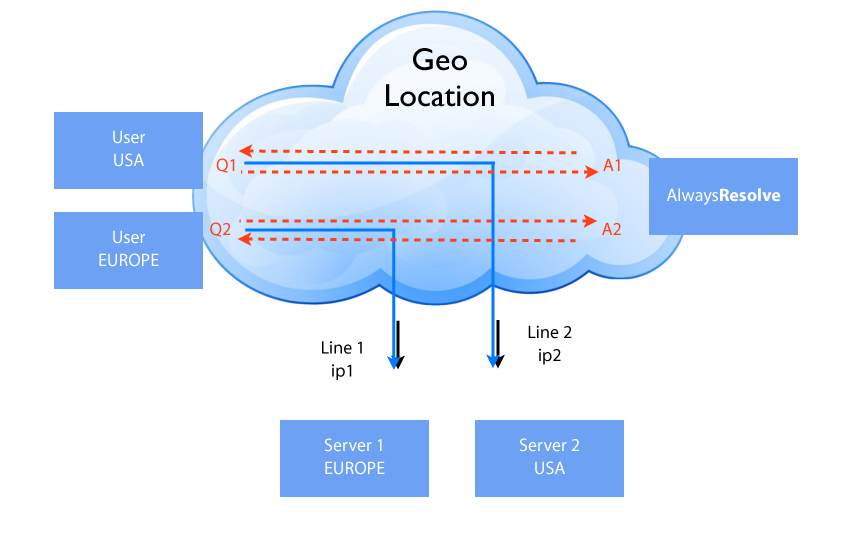 Geo
Location
User
USA
Q1
A1
AlwaysResolve
User
EUROPE
Q2
A2
Line 1
ip1
Line 2
ip2
Server 1
EUROPE
Server 2
USA